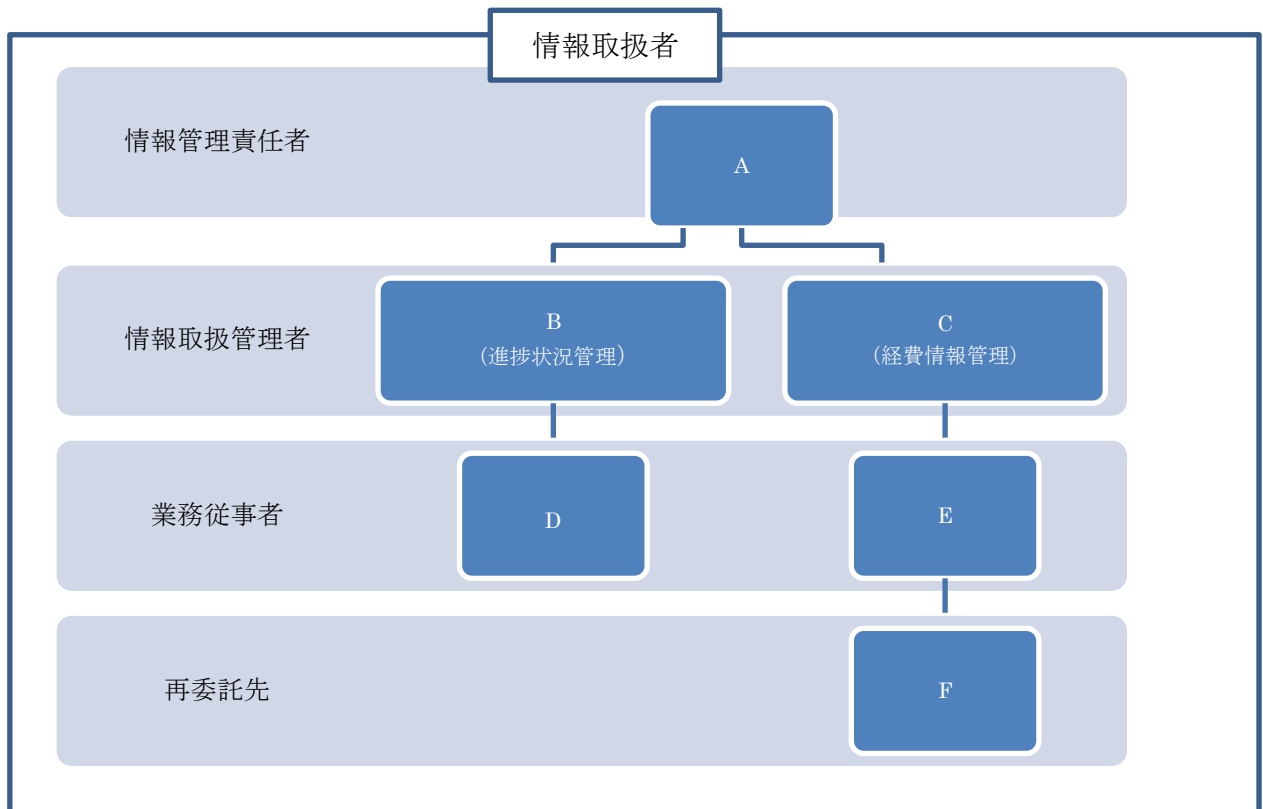 情報取扱者
情報管理責任者
A
情報取扱管理者
B
（進捗状況管理）
C
（経費情報管理）
業務従事者
D
E
再委託先
F